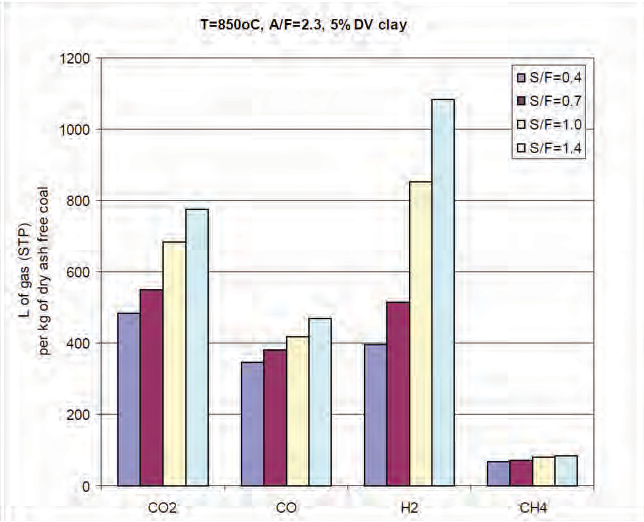 T=850oC, A/F=2.3, 5% DV clay
L of gas (STP)
per kg of dry ash free coal
1200
1000
800
600
400
200
0
S/F=0.4
S/F=0.7
S/F=1.0
S/F=1.4
CO2
CO
H2
CH4